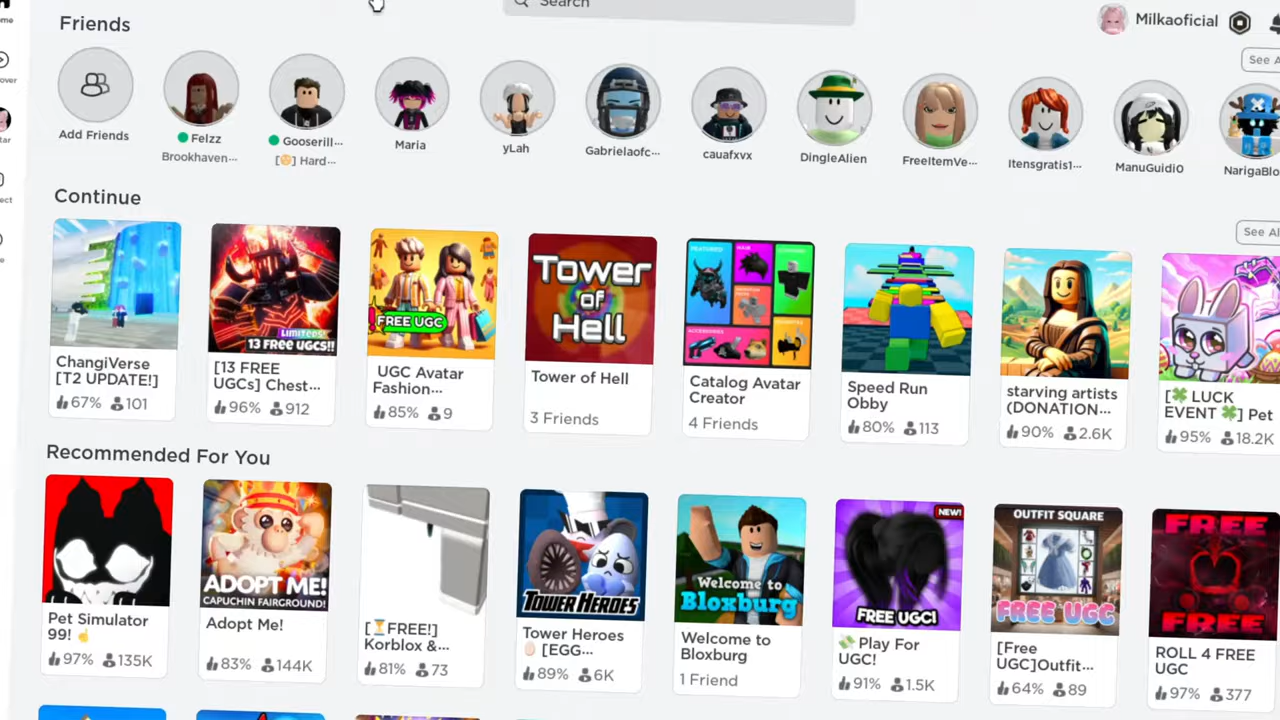 Search
Milkaoficial
Friends
See A
Add Friends
Felzz
Brookhaven...
Gooserill...
Hard...
Maria
yLah
Gabrielaofc...
cauafxvx
DingleAlien
FreeItemVe...
Itensgratis1...
ManuGuidi0
NarigaBlo
Continue
See Al
LIMITEDS!
13 FREE UGCS!!
FREE UGC
TOWER
OF
HELL
FEATURED
HAIR
ACCESSORIES
ChangiVerse
[T2 UPDATE!]
67% 101
[13 FREE
UGCs] Chest...
96% 912
UGC Avatar
Fashion...
85% 9
Tower of Hell
3 Friends
Catalog Avatar
Creator
4 Friends
Speed Run
Obby
80% 113
starving artists
(DONATION...
90% 2.6K
[🍀 LUCK
EVENT 🍀] Pet
95% 18.2K
Recommended For You
ADOPT ME!
CAPUCHIN FAIRGROUND!
TOWER HEROES
Welcome to
Bloxburg
NEW!
FREE UGC!
OUTFIT SQUARE
FREE UGC
FREE
FREE
Pet Simulator
99! ☝️
97% 135K
Adopt Me!
83% 144K
[⏳FREE!]
Korblox &...
81% 73
Tower Heroes
🥚 [EGG...
89% 6K
Welcome to
Bloxburg
1 Friend
💸 Play For
UGC!
91% 1.5K
[Free
UGC]Outfit...
64% 89
ROLL 4 FREE
UGC
97% 377